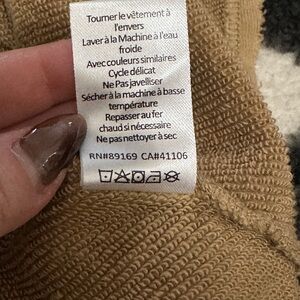 Tourner le vêtement à
l'envers
Laver à la Machine à l'eau
froide
Avec couleurs similaires
Cycle délicat
Ne Pas javelliser
Sécher à la machine à basse
température
Repasser au fer
chaud si nécessaire
Ne pas nettoyer à sec
RN#89169 CA#41106